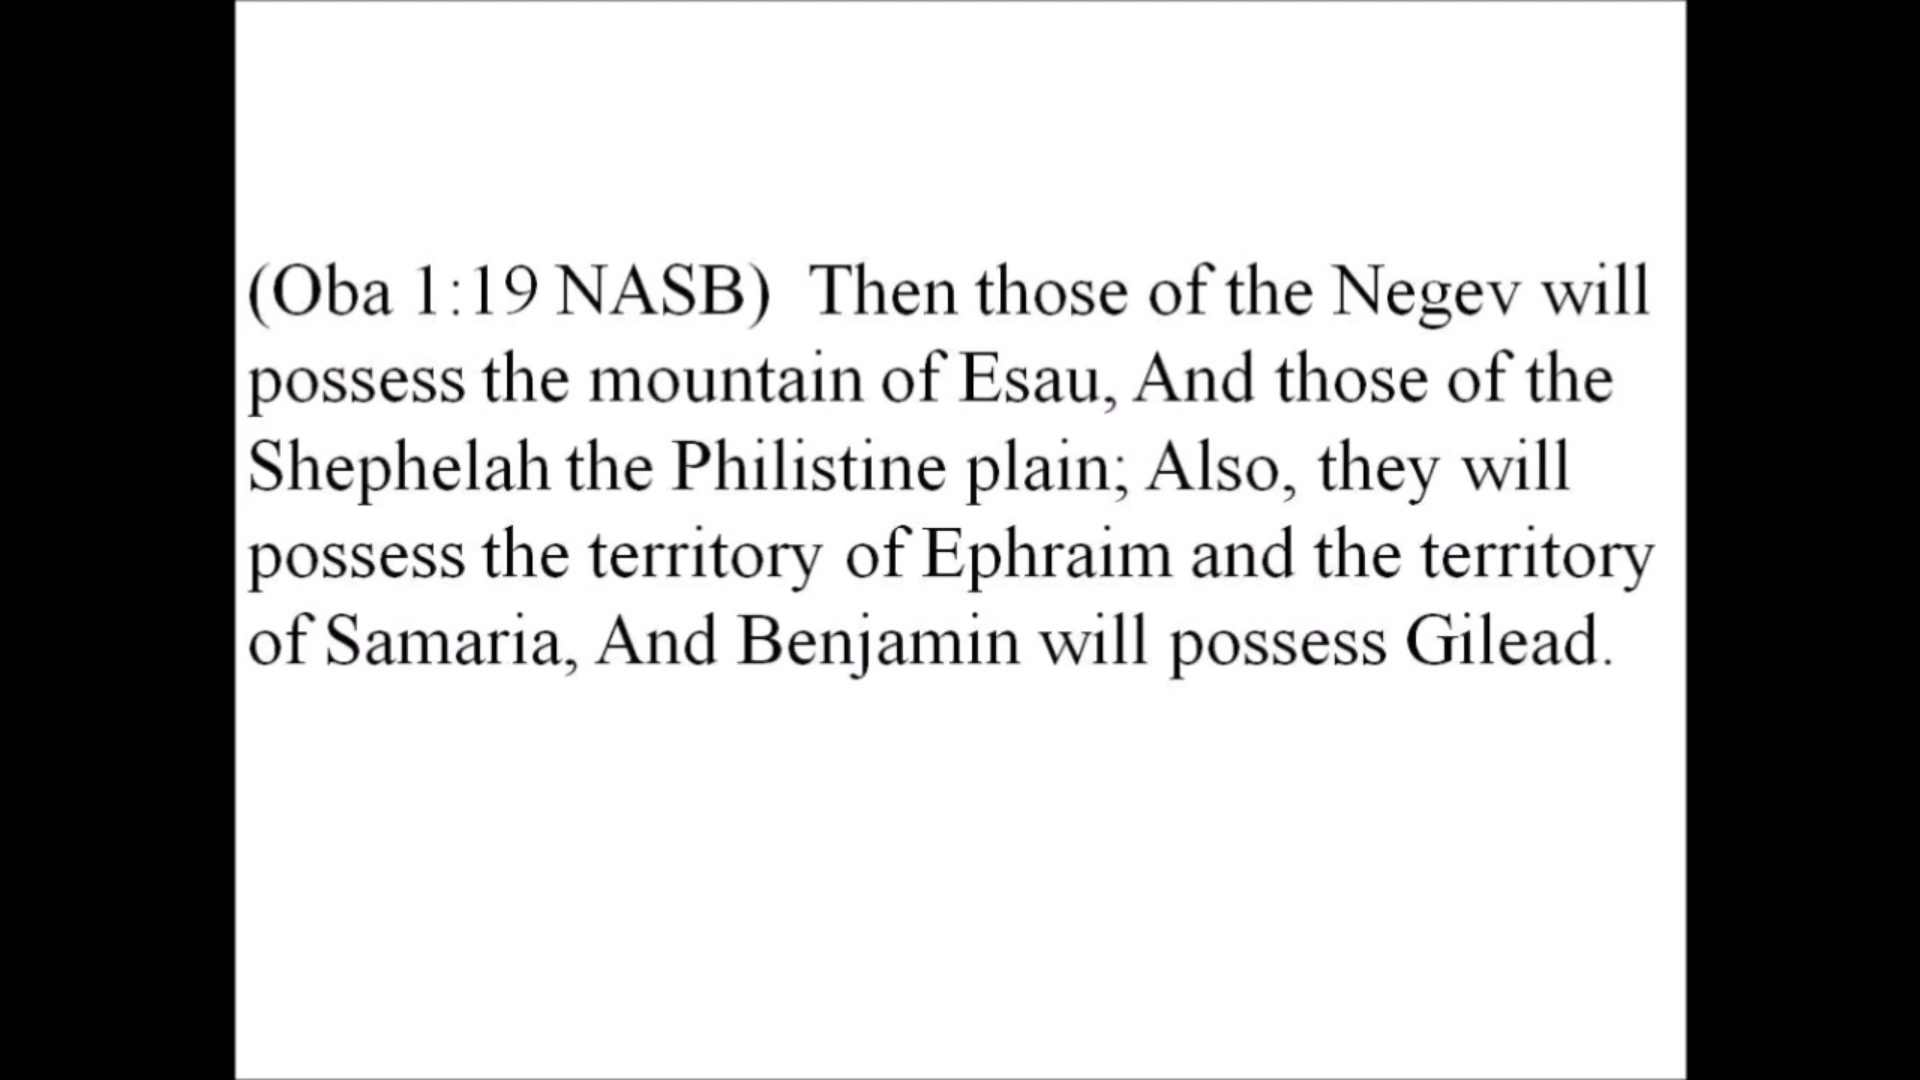 (Oba 1:19 NASB)  Then those of the Negev will
possess the mountain of Esau, And those of the
Shephelah the Philistine plain; Also, they will
possess the territory of Ephraim and the territory
of Samaria, And Benjamin will possess Gilead.